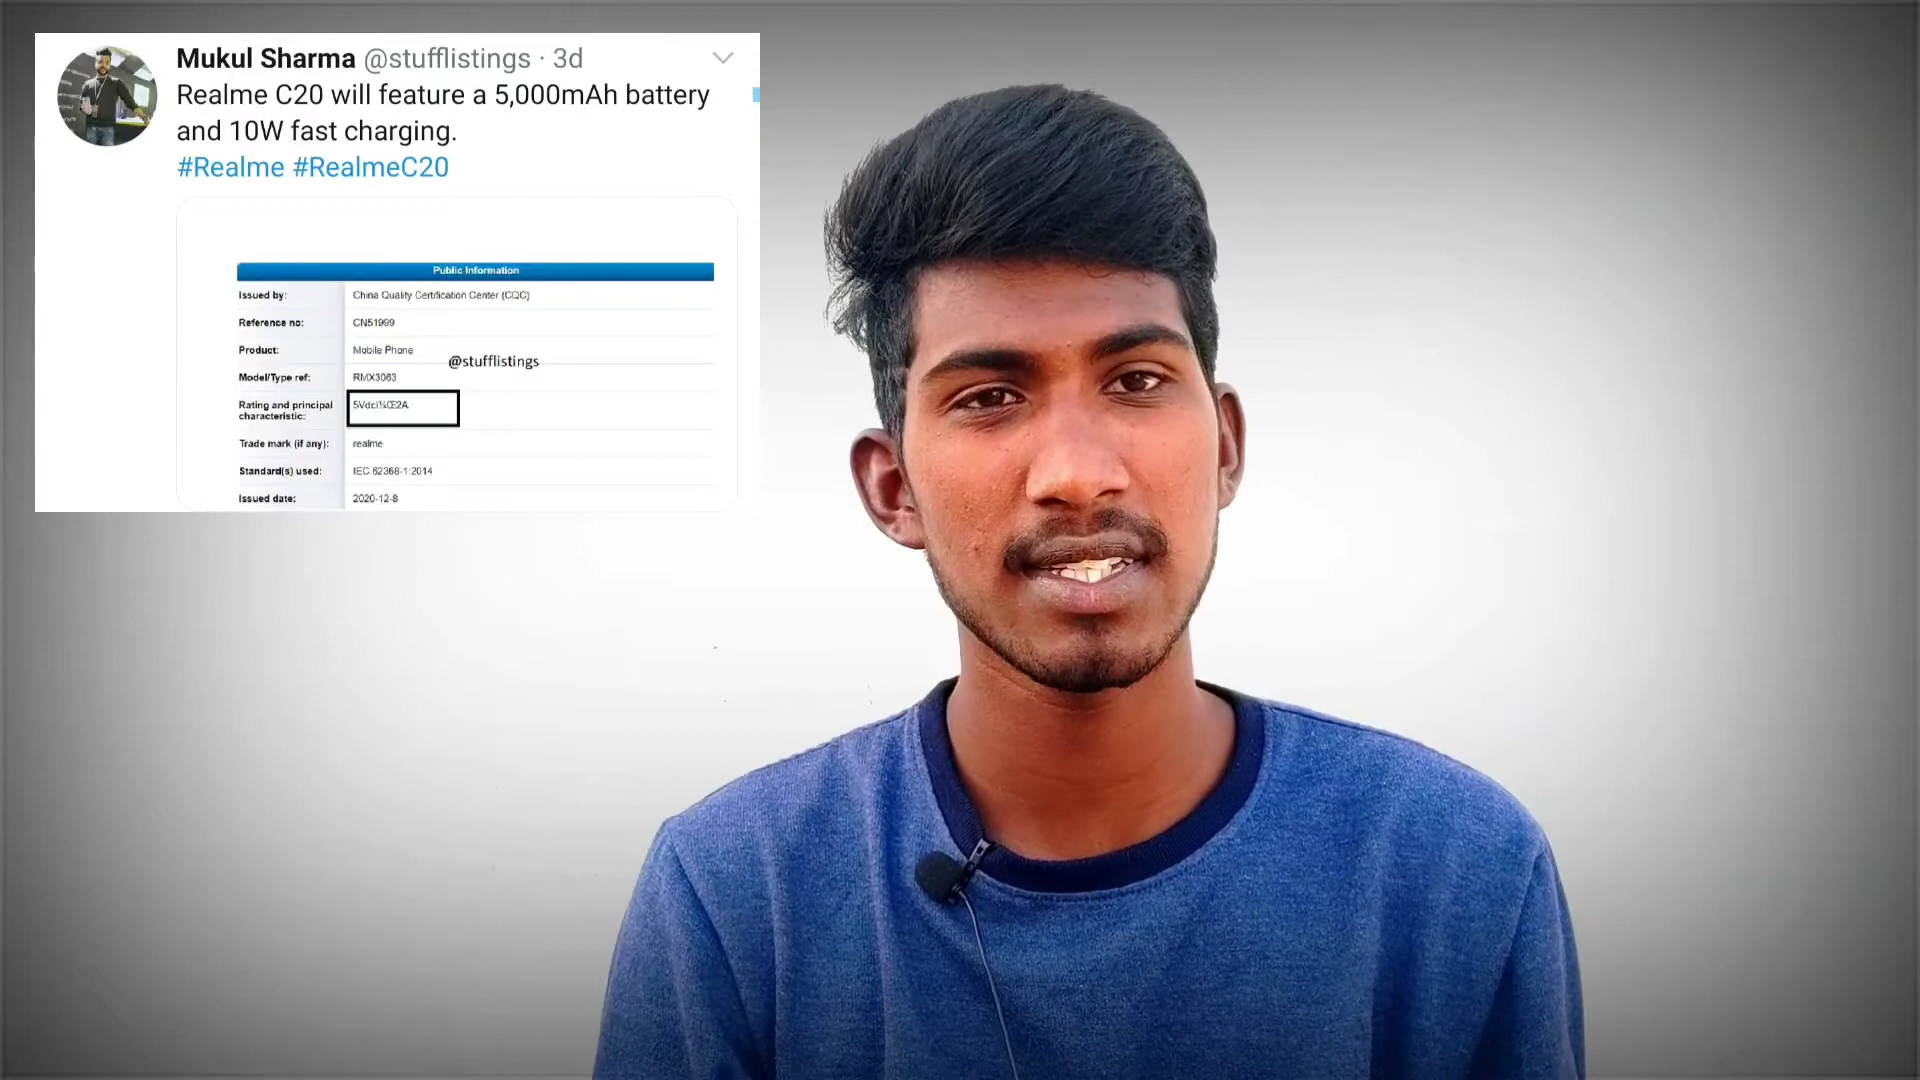 Mukul Sharma @stufflistings · 3d
Realme C20 will feature a 5,000mAh battery
and 10W fast charging.
#Realme #RealmeC20
Public Information
Issued by: China Quality Certification Center (CQC)
Reference no: CN51999
Product: Mobile Phone
@stufflistings
Model/Type ref: RMX3063
Rating and principal
characteristic: 5Vdcï¼Œ2A
Trade mark (if any): realme
Standard(s) used: IEC 62368-1:2014
Issued date: 2020-12-8